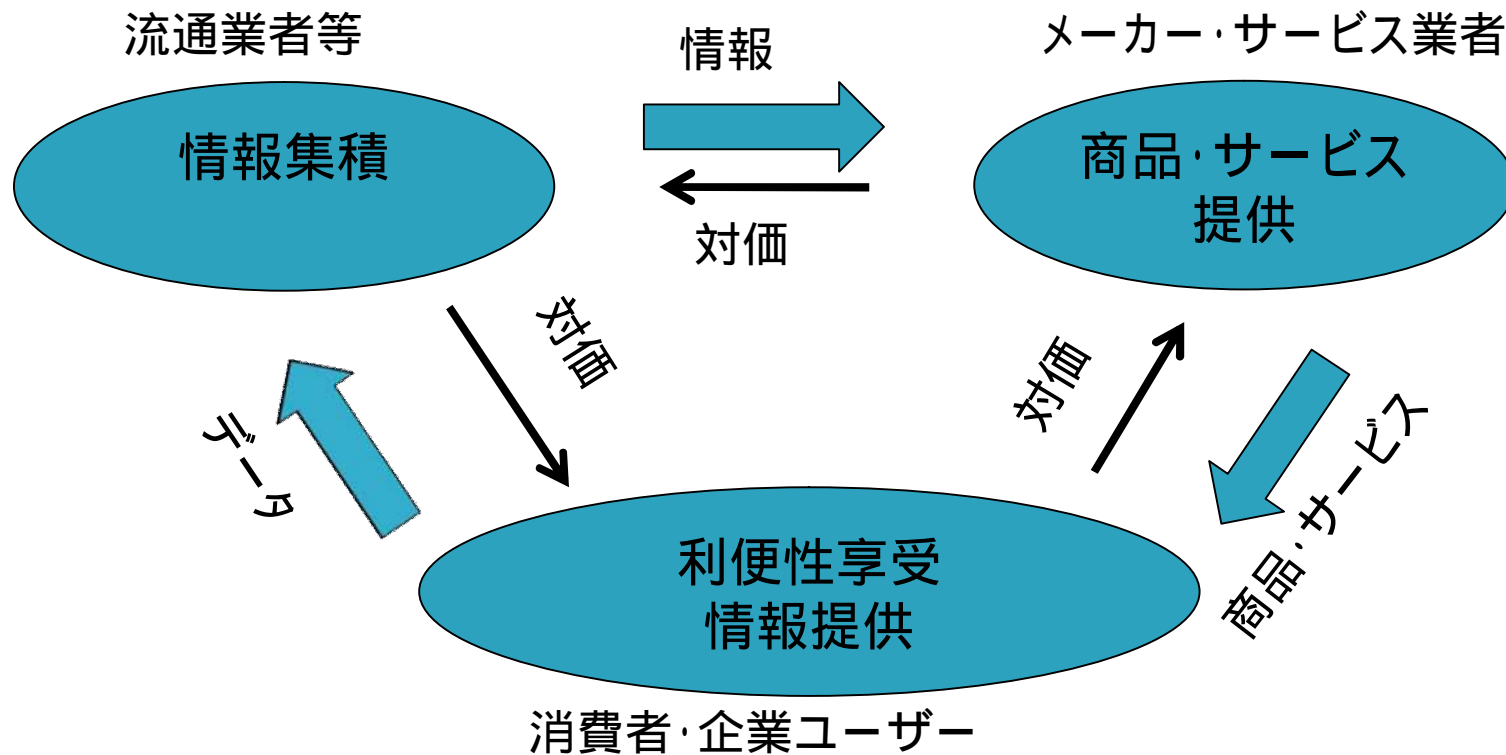 流通業者等
情報
メーカー・サービス業者
情報集積
商品・サービス
提供
対価
対価
対価
データ
商品・サービス
利便性享受
情報提供
消費者・企業ユーザー